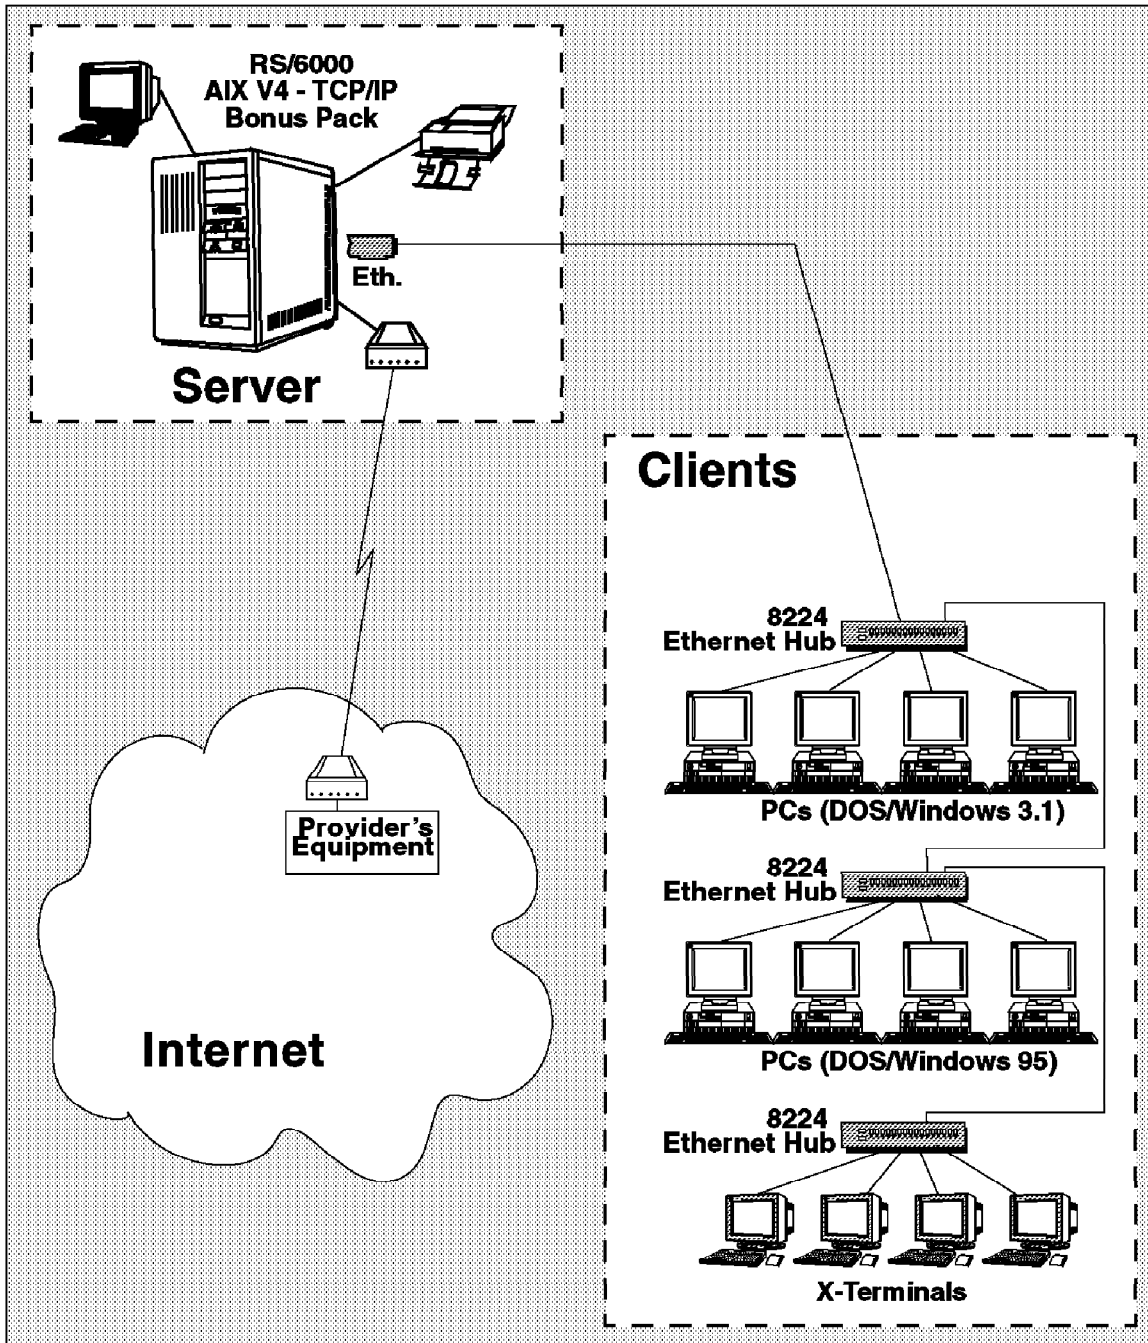 RS/6000
AIX V4 - TCP/IP
Bonus Pack
Eth.
Server
Clients
8224
Ethernet Hub
PCs (DOS/Windows 3.1)
8224
Ethernet Hub
PCs (DOS/Windows 95)
8224
Ethernet Hub
X-Terminals
Provider's
Equipment
Internet